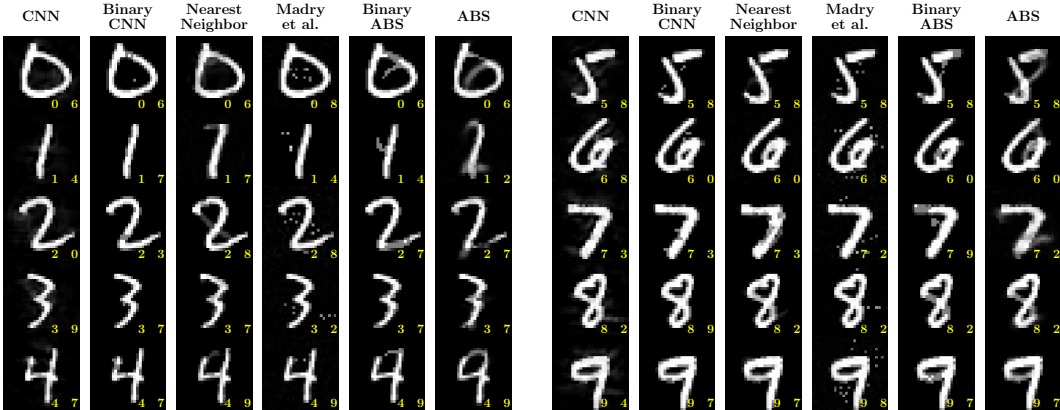 CNN Binary CNN Nearest Neighbor Madry et al. Binary ABS ABS CNN Binary CNN Nearest Neighbor Madry et al. Binary ABS ABS
0 6 0 6 0 6 0 8 0 6 0 6 5 8 5 8 5 8 5 8 5 8 5 8
1 4 1 7 1 7 1 4 1 4 1 2 6 8 6 0 6 0 6 8 6 0 6 0
2 0 2 3 2 8 2 8 2 7 2 7 7 3 7 3 7 3 7 2 7 9 7 2
3 9 3 7 3 7 3 2 3 7 3 7 8 2 8 9 8 2 8 2 8 2 8 2
4 7 4 7 4 9 4 9 4 9 4 9 9 4 9 7 9 7 9 8 9 7 9 7